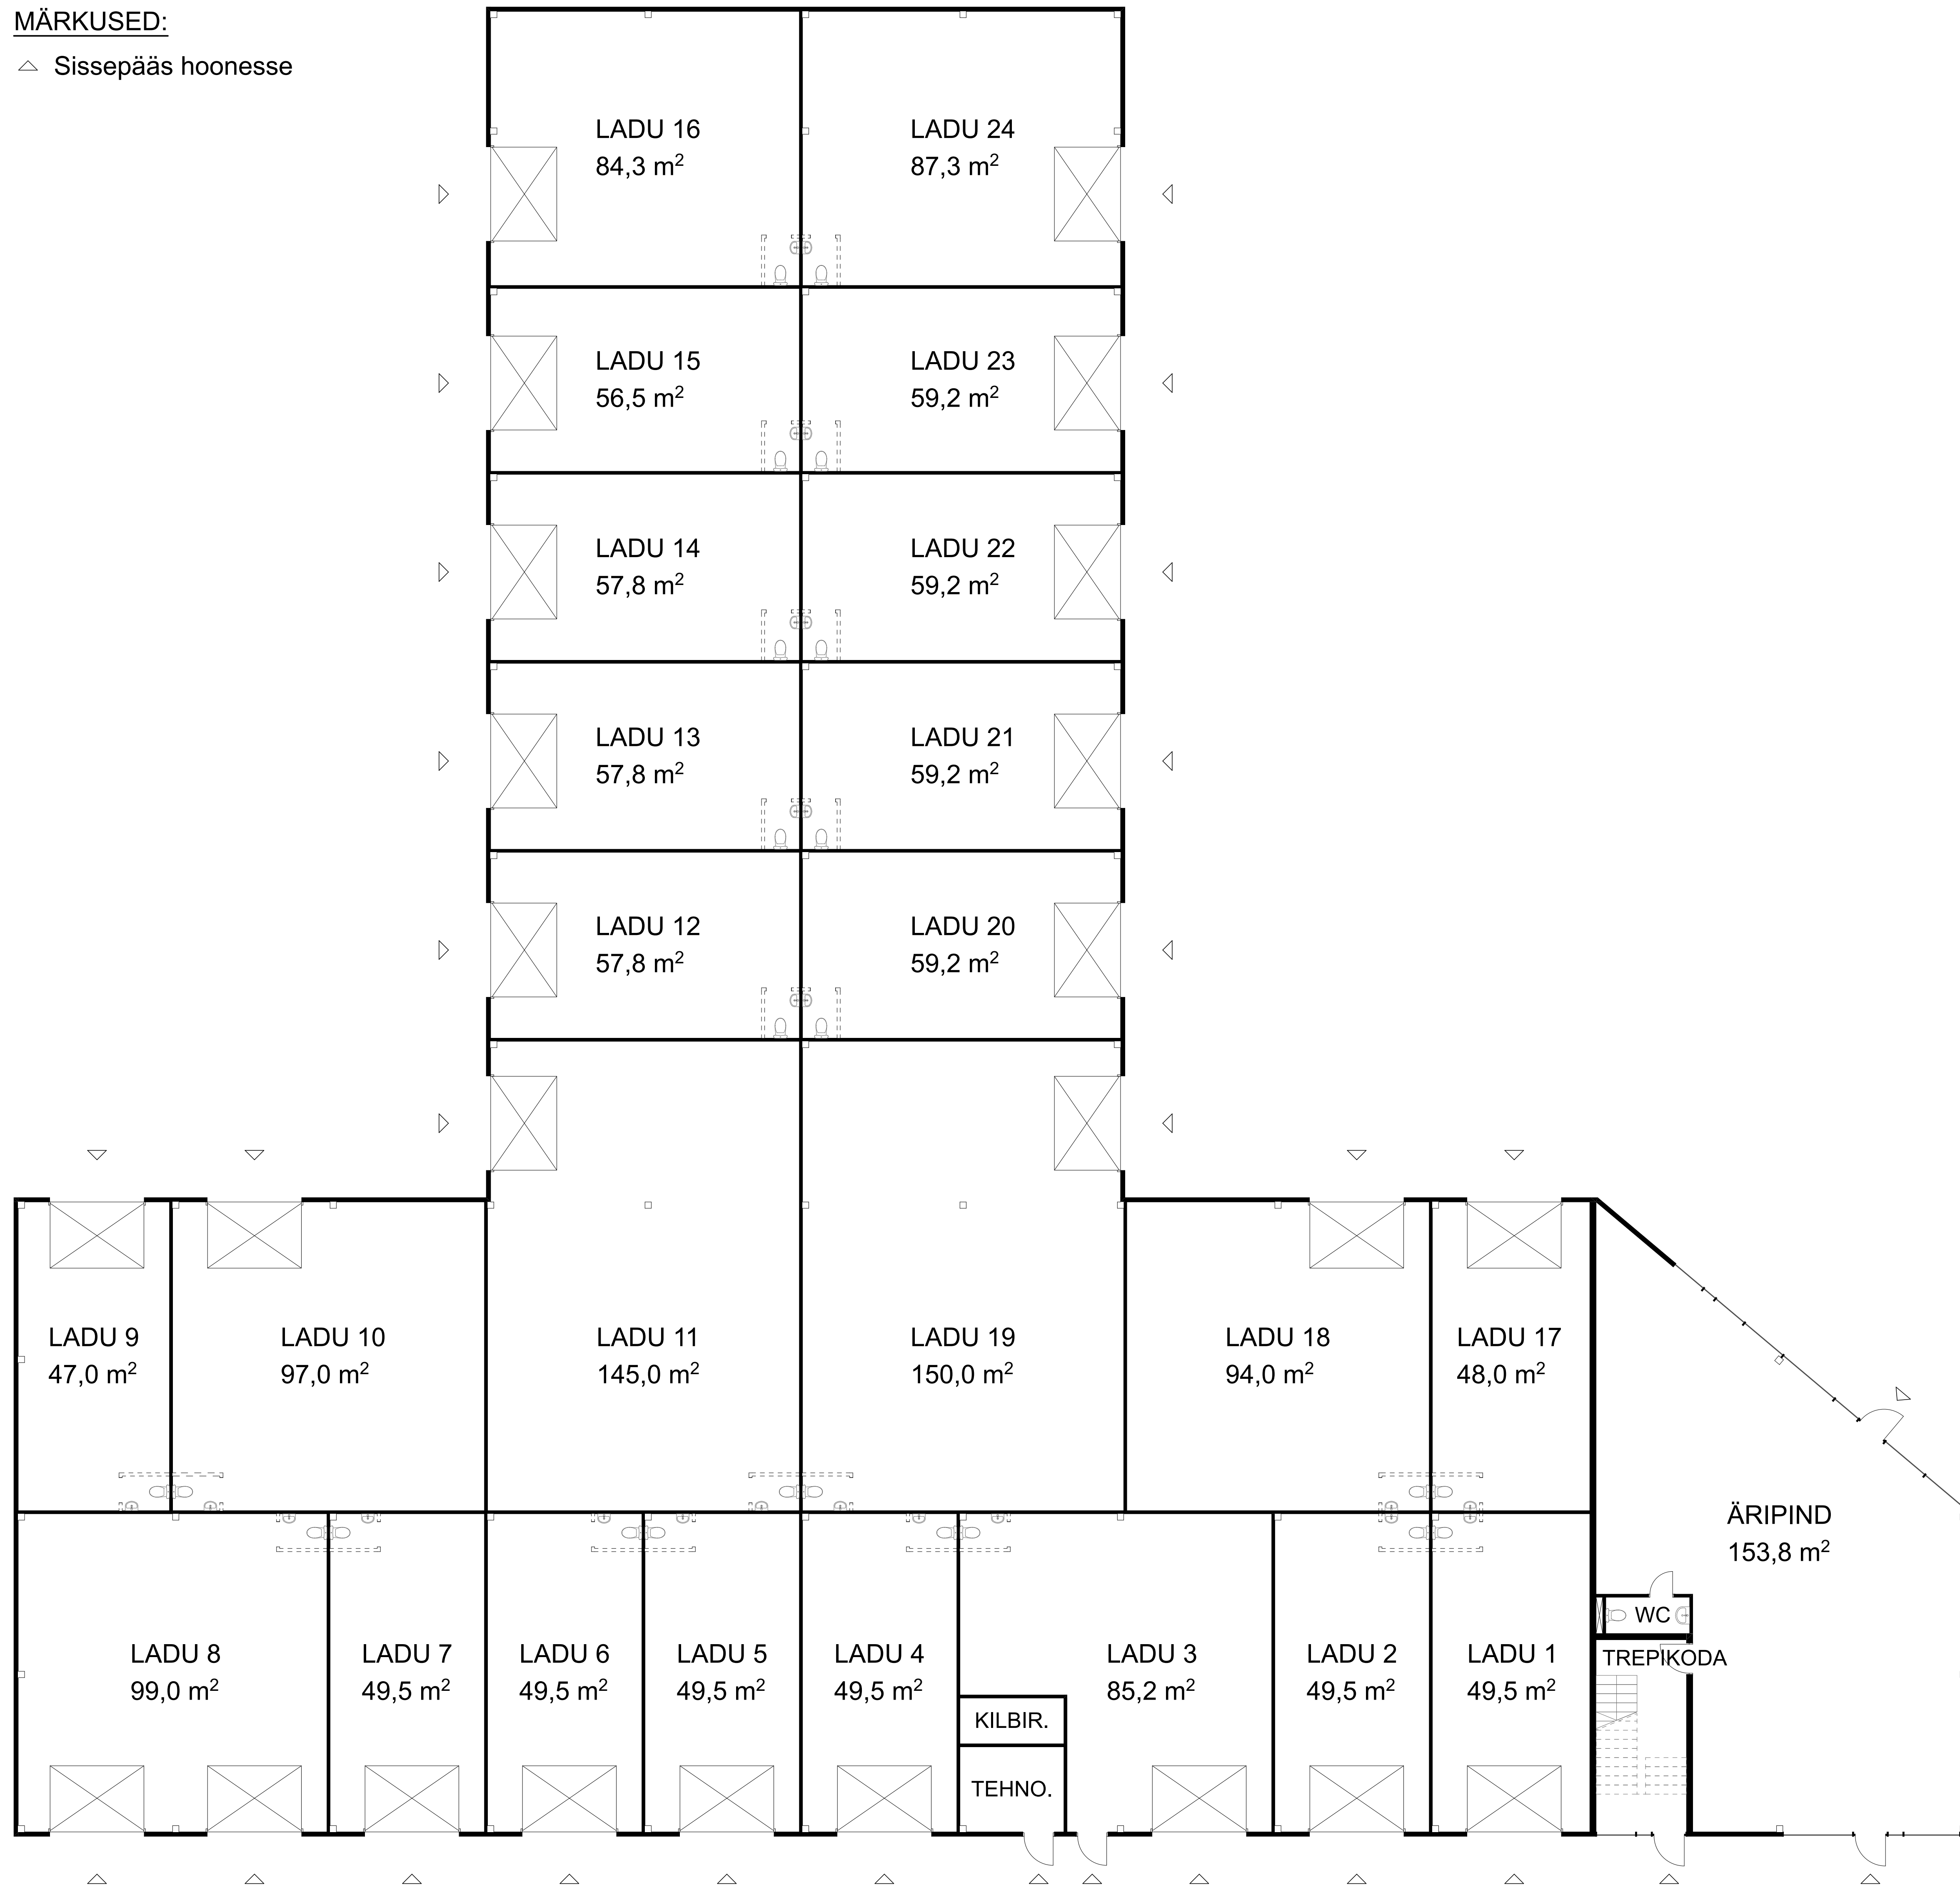 MÄRKUSED:
Sissepääs hoonesse
LADU 16
84,3 m²
LADU 24
87,3 m²
LADU 15
56,5 m²
LADU 23
59,2 m²
LADU 14
57,8 m²
LADU 22
59,2 m²
LADU 13
57,8 m²
LADU 21
59,2 m²
LADU 12
57,8 m²
LADU 20
59,2 m²
LADU 9
47,0 m²
LADU 10
97,0 m²
LADU 11
145,0 m²
LADU 19
150,0 m²
LADU 18
94,0 m²
LADU 17
48,0 m²
ÄRIPIND
153,8 m²
WC
TREPIKODA
LADU 8
99,0 m²
LADU 7
49,5 m²
LADU 6
49,5 m²
LADU 5
49,5 m²
LADU 4
49,5 m²
LADU 3
85,2 m²
LADU 2
49,5 m²
LADU 1
49,5 m²
KILBIR.
TEHNO.